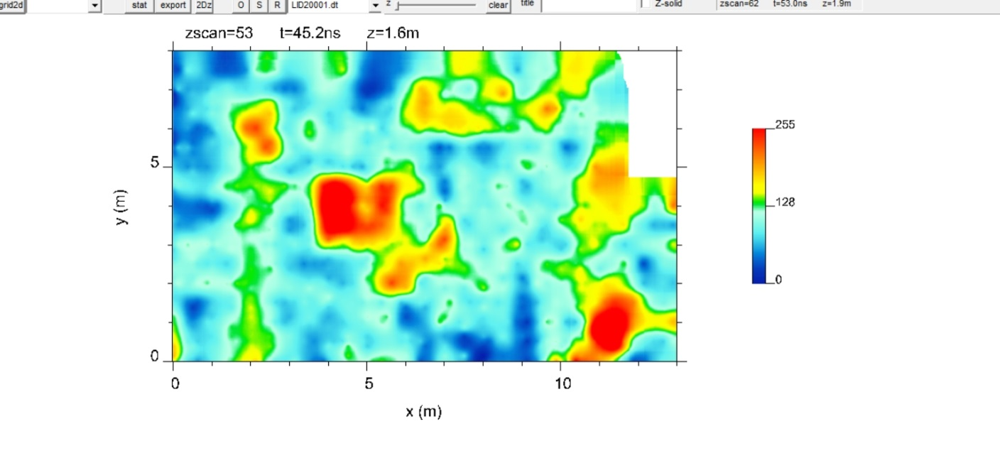 grid2d stat export 2Dz O S R LID20001.dt z clear title Z-solid zscan=62 t=53.0ns z=1.9m
zscan=53 t=45.2ns z=1.6m
255
5
128
y (m)
0
0
0 5 10
x (m)